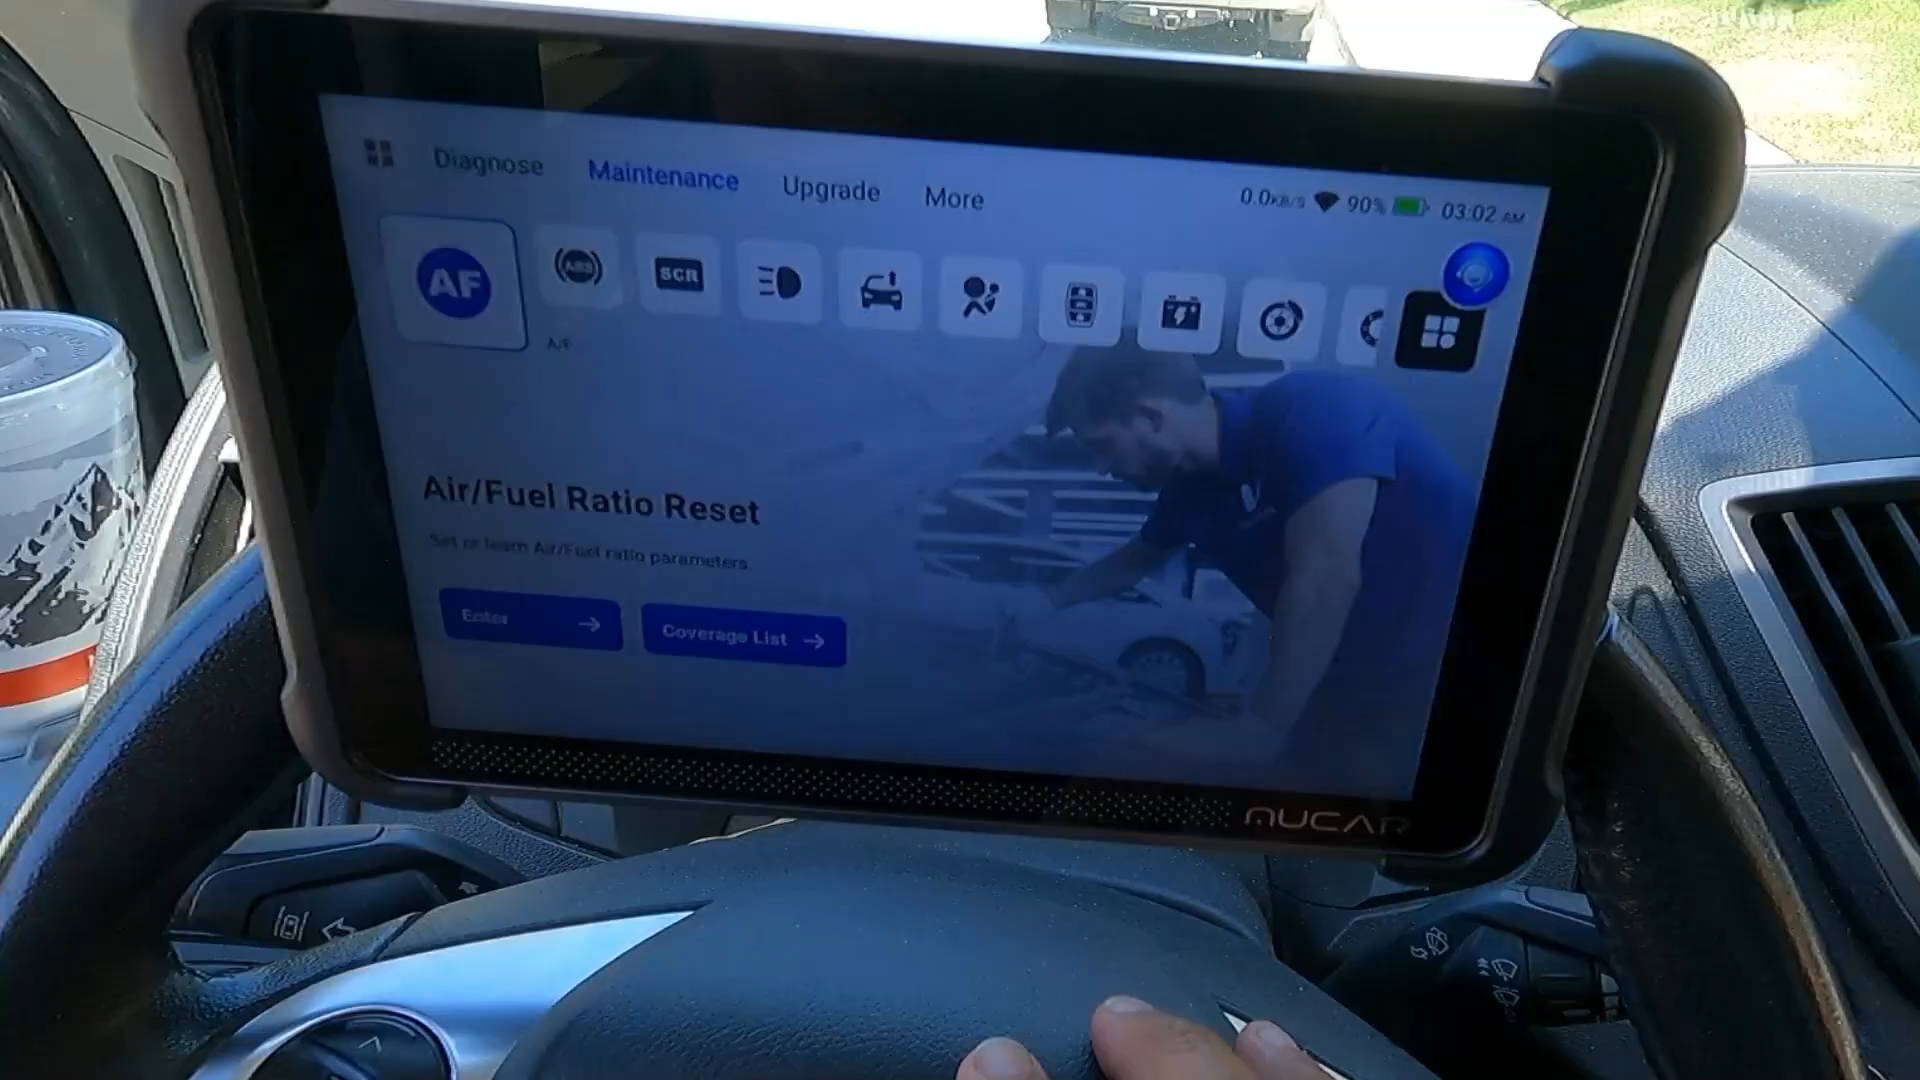 Diagnose Maintenance Upgrade More 0.0KB/S 90% 03:02 AM
AF ABS SCR
A/F
Air/Fuel Ratio Reset
Set or learn Air/Fuel ratio parameters.
Enter Coverage List
MUCAR